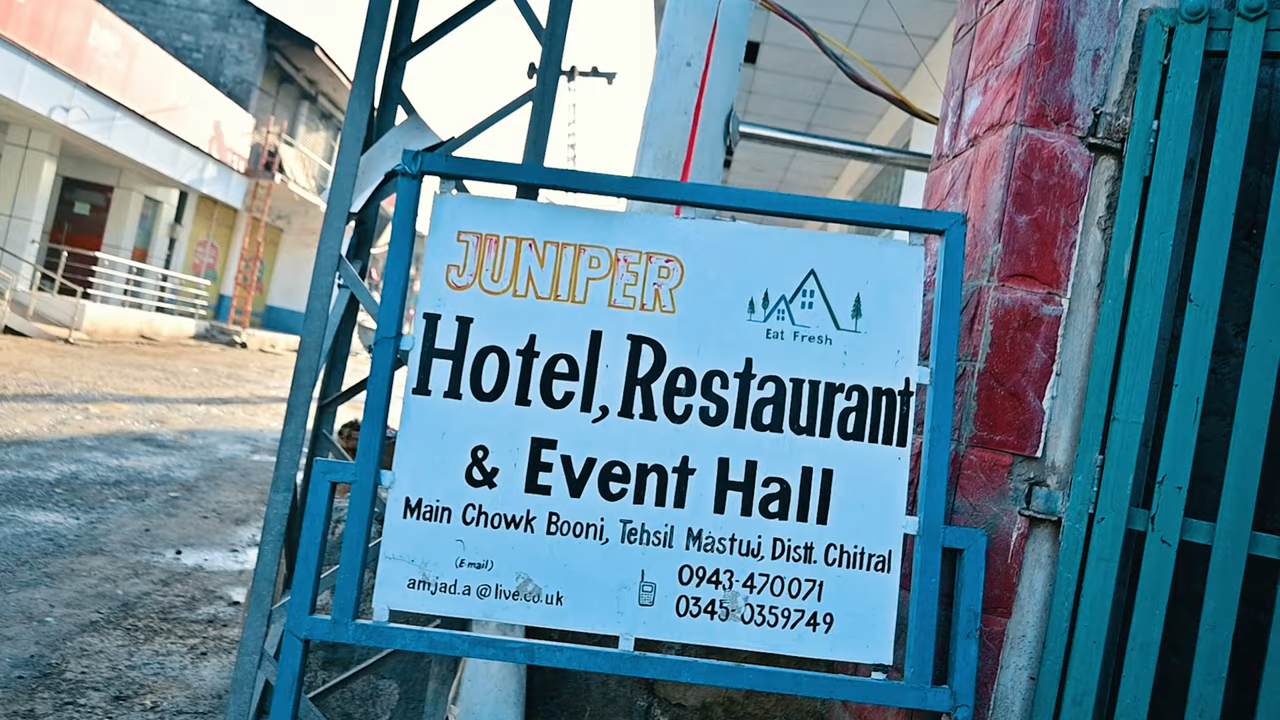 JUNIPER
Eat Fresh
Hotel, Restaurant
& Event Hall
Main Chowk Booni, Tehsil Mastuj, Distt. Chitral
(E-mail)
amjad.a@live.co.uk
0943-470071
0345-0359749